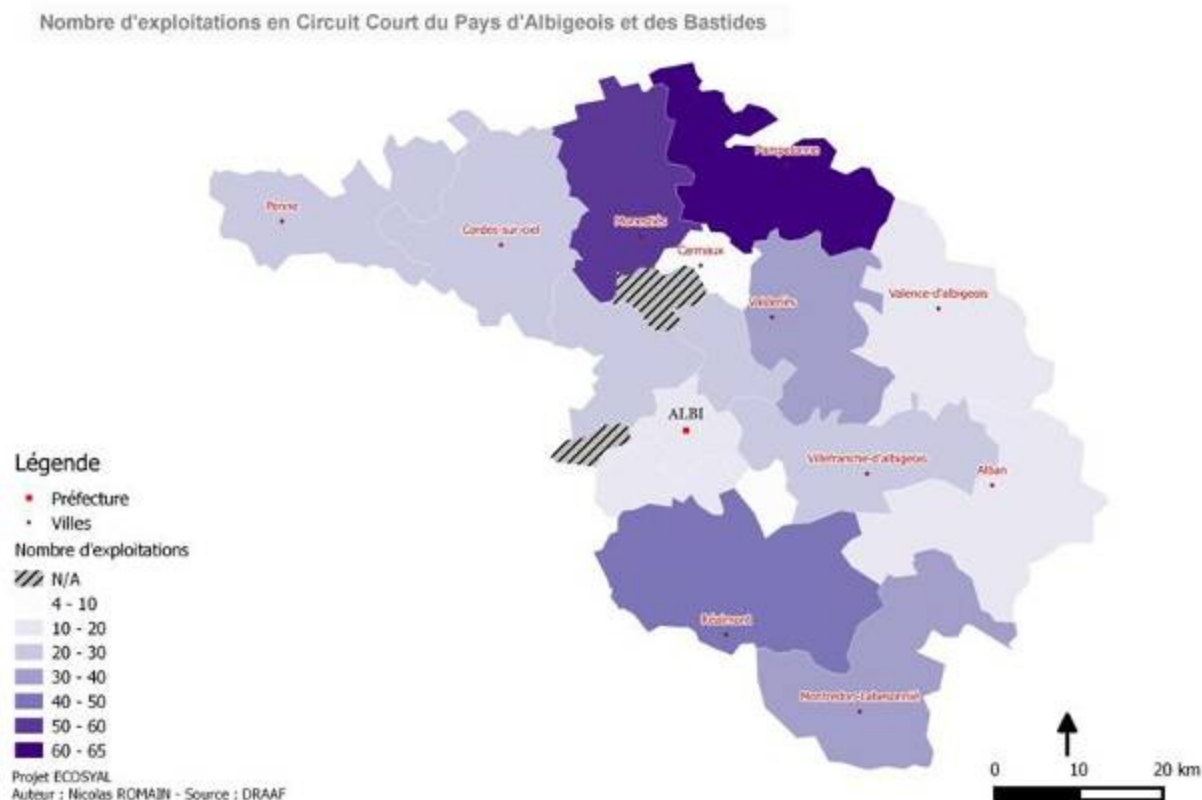 Nombre d'exploitations en Circuit Court du Pays d'Albigeois et des Bastides
Pampelonne
Penne
Cordes-sur-ciel
Monestiés
Carmaux
Valence-d'albigeois
Valderiès
ALBI
Villefranche-d'albigeois
Alban
Réalmont
Montredon-Labessonnié
Légende
Préfecture
Villes
Nombre d'exploitations
N/A
4 - 10
10 - 20
20 - 30
30 - 40
40 - 50
50 - 60
60 - 65
Projet ECOSYAL
Auteur : Nicolas ROMAIN - Source : DRAAF
0 10 20 km